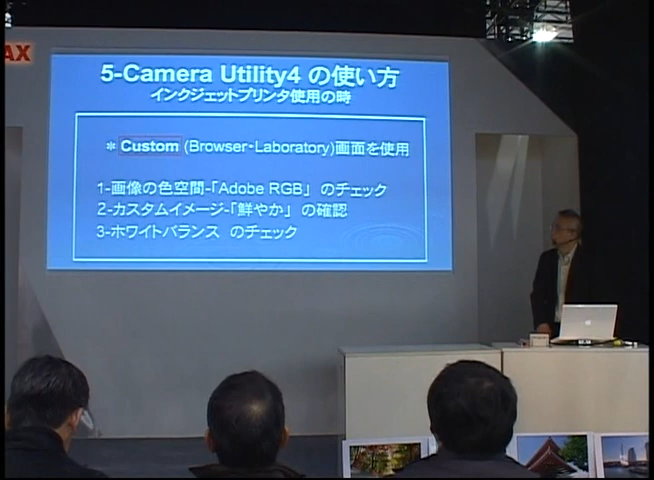 AX
5-Camera Utility4 の使い方
インクジェットプリンタ使用の時
＊Custom (Browser・Laboratory)画面を使用
1-画像の色空間-「Adobe RGB」 のチェック
2-カスタムイメージ-「鮮やか」 の確認
3-ホワイトバランス のチェック